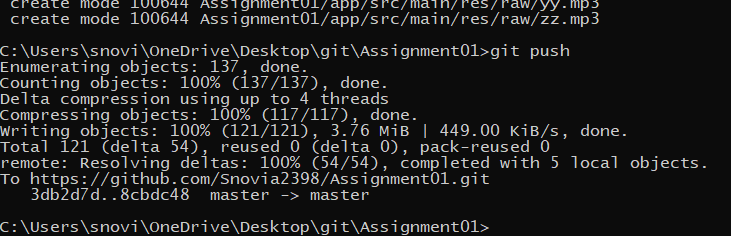 create mode 100644 Assignment01/app/src/main/res/raw/yy.mp3
create mode 100644 Assignment01/app/src/main/res/raw/zz.mp3
C:\Users\snovi\OneDrive\Desktop\git\Assignment01>git push
Enumerating objects: 137, done.
Counting objects: 100% (137/137), done.
Delta compression using up to 4 threads
Compressing objects: 100% (117/117), done.
Writing objects: 100% (121/121), 3.76 MiB | 449.00 KiB/s, done.
Total 121 (delta 54), reused 0 (delta 0), pack-reused 0
remote: Resolving deltas: 100% (54/54), completed with 5 local objects.
To https://github.com/Snovia2398/Assignment01.git
   3db2d7d..8cbdc48  master -> master
C:\Users\snovi\OneDrive\Desktop\git\Assignment01>